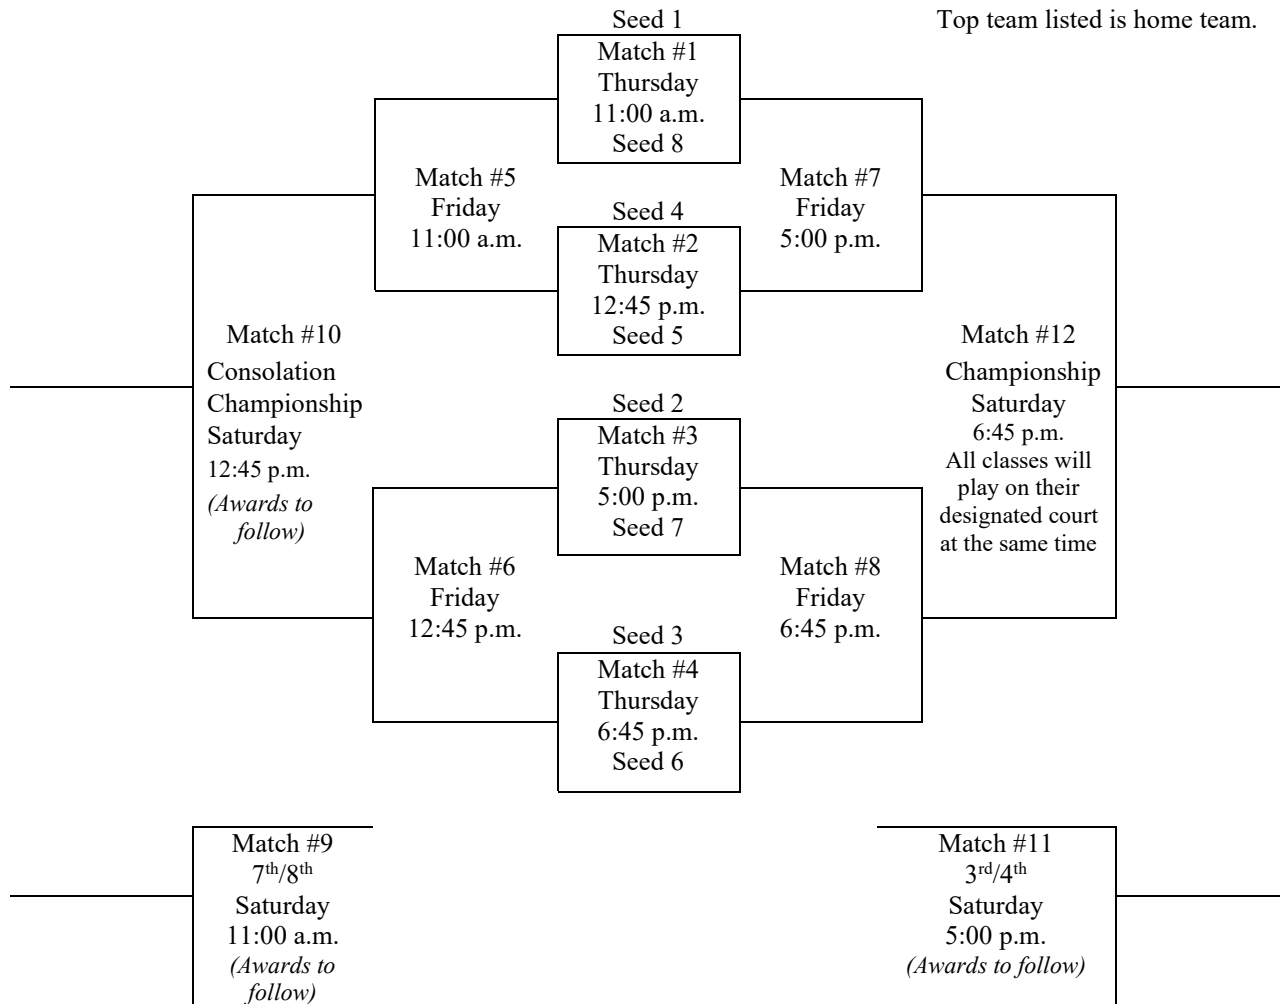 Seed 1
Top team listed is home team.
Match #1
Thursday
11:00 a.m.
Seed 8
Match #5
Friday
11:00 a.m.
Match #7
Friday
5:00 p.m.
Seed 4
Match #2
Thursday
12:45 p.m.
Seed 5
Match #10
Consolation
Championship
Saturday
12:45 p.m.
(Awards to
follow)
Match #12
Championship
Saturday
6:45 p.m.
All classes will
play on their
designated court
at the same time
Seed 2
Match #3
Thursday
5:00 p.m.
Seed 7
Match #6
Friday
12:45 p.m.
Match #8
Friday
6:45 p.m.
Seed 3
Match #4
Thursday
6:45 p.m.
Seed 6
Match #9
7th/8th
Saturday
11:00 a.m.
(Awards to
follow)
Match #11
3rd/4th
Saturday
5:00 p.m.
(Awards to follow)